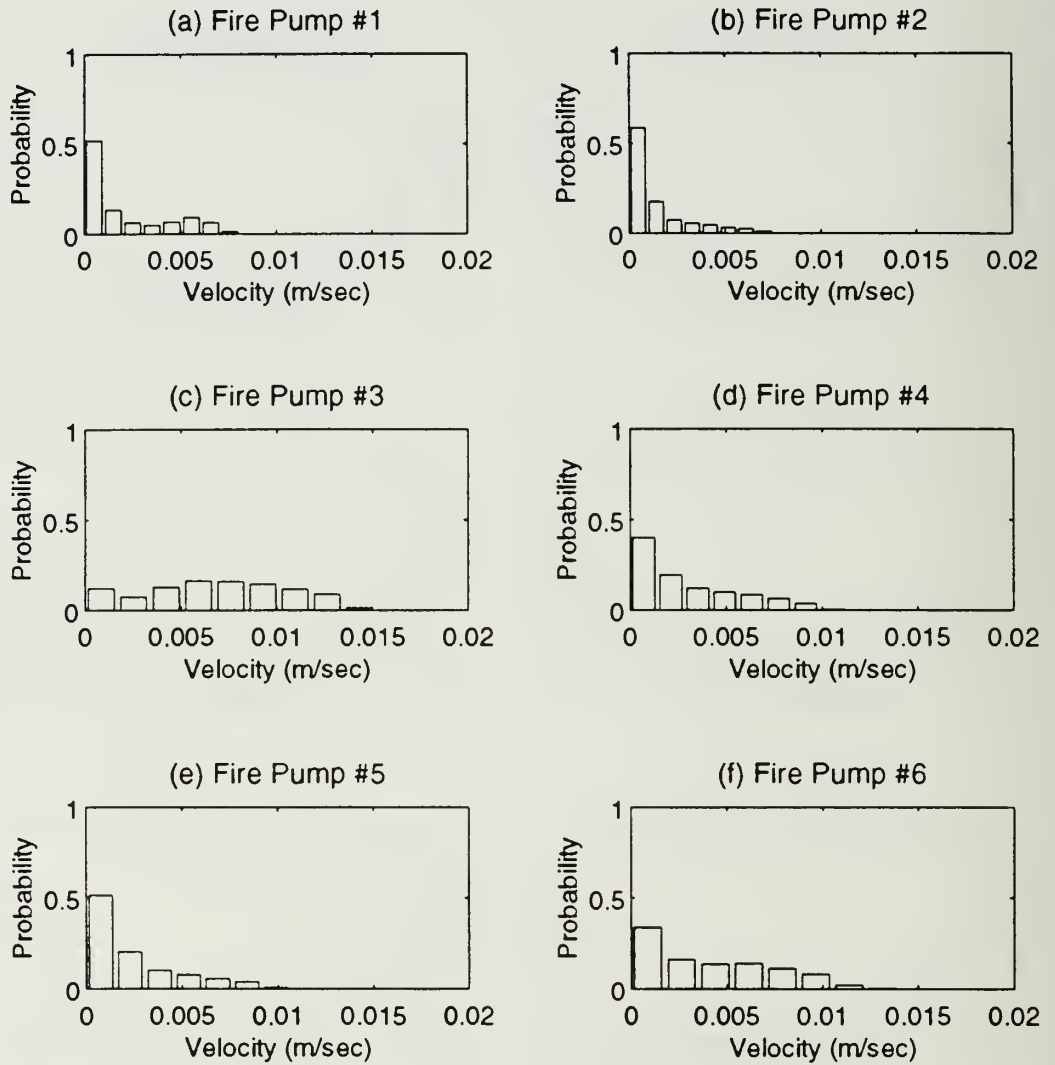 (a) Fire Pump #1
(b) Fire Pump #2
Probability
1
0.5
0
0 0.005 0.01 0.015 0.02
Velocity (m/sec)
Probability
1
0.5
0
0 0.005 0.01 0.015 0.02
Velocity (m/sec)
(c) Fire Pump #3
(d) Fire Pump #4
Probability
1
0.5
0
0 0.005 0.01 0.015 0.02
Velocity (m/sec)
Probability
1
0.5
0
0 0.005 0.01 0.015 0.02
Velocity (m/sec)
(e) Fire Pump #5
(f) Fire Pump #6
Probability
1
0.5
0
0 0.005 0.01 0.015 0.02
Velocity (m/sec)
Probability
1
0.5
0
0 0.005 0.01 0.015 0.02
Velocity (m/sec)